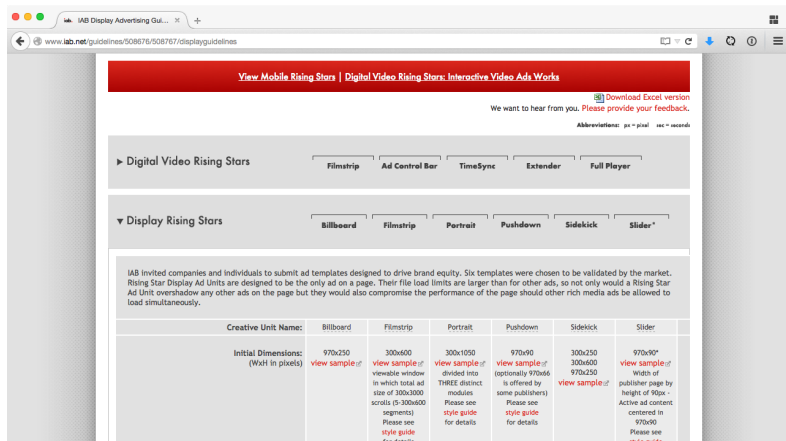 iab. IAB Display Advertising Gui... × +
www.iab.net/guidelines/508676/508767/displayguidelines
View Mobile Rising Stars | Digital Video Rising Stars: Interactive Video Ads Works
Download Excel version
We want to hear from you. Please provide your feedback.
Abbreviations: px = pixel sec = seconds
Digital Video Rising Stars
Filmstrip Ad Control Bar TimeSync Extender Full Player
Display Rising Stars
Billboard Filmstrip Portrait Pushdown Sidekick Slider*
IAB invited companies and individuals to submit ad templates designed to drive brand equity. Six templates were chosen to be validated by the market.
Rising Star Display Ad Units are designed to be the only ad on a page. Their file load limits are larger than for other ads, so not only would a Rising Star
Ad Unit overshadow any other ads on the page but they would also compromise the performance of the page should other rich media ads be allowed to
load simultaneously.
Creative Unit Name: Billboard Filmstrip Portrait Pushdown Sidekick Slider
Initial Dimensions: 970x250 300x600 300x1050 970x90 300x250 970x90*
(WxH in pixels) view sample view sample view sample view sample 300x600 view sample
viewable window divided into (optionally 970x66 970x250 Width of
in which total ad THREE distinct is offered by view sample publisher page by
size of 300x3000 modules some publishers) height of 90px -
scrolls (5-300x600 Please see Please see Active ad content
segments) style guide style guide centered in
Please see for details for details 970x90
style guide Please see
for details style guide